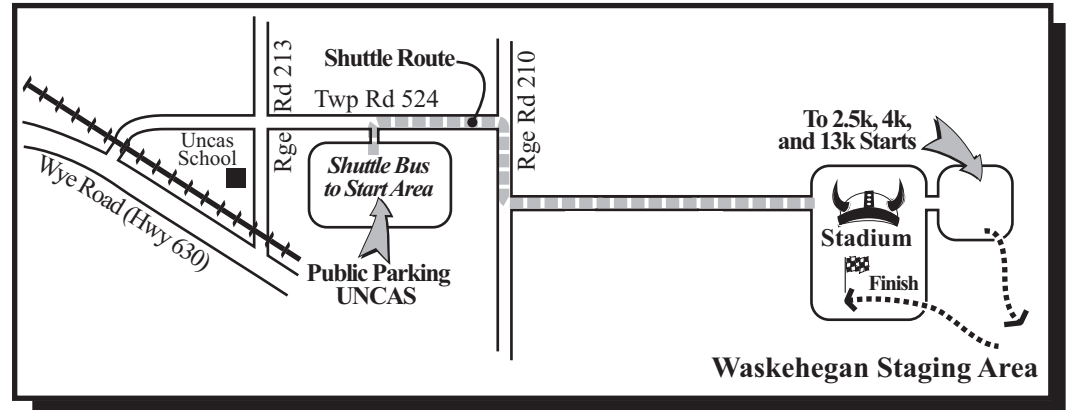 Shuttle Route
Twp Rd 524
Rge Rd 213
Rge Rd 210
Uncas
School
Shuttle Bus
to Start Area
Wye Road (Hwy 630)
Public Parking
UNCAS
To 2.5k, 4k,
and 13k Starts
Stadium
Finish
Waskehegan Staging Area